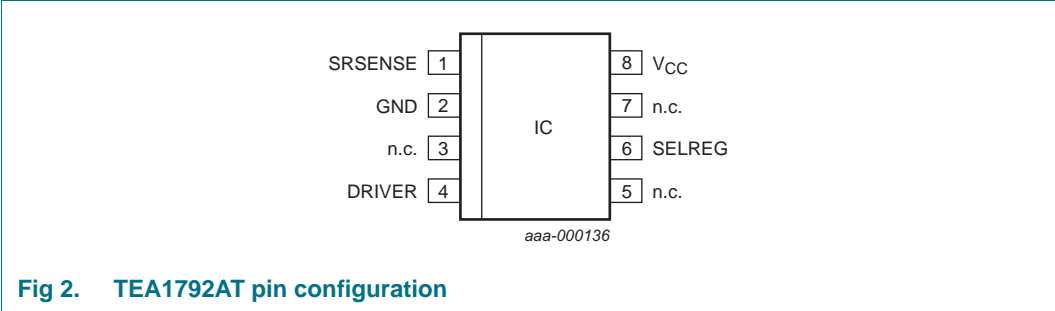 SRSENSE 1
GND 2
n.c. 3
DRIVER 4
IC
8 VCC
7 n.c.
6 SELREG
5 n.c.
aaa-000136
Fig 2. TEA1792AT pin configuration